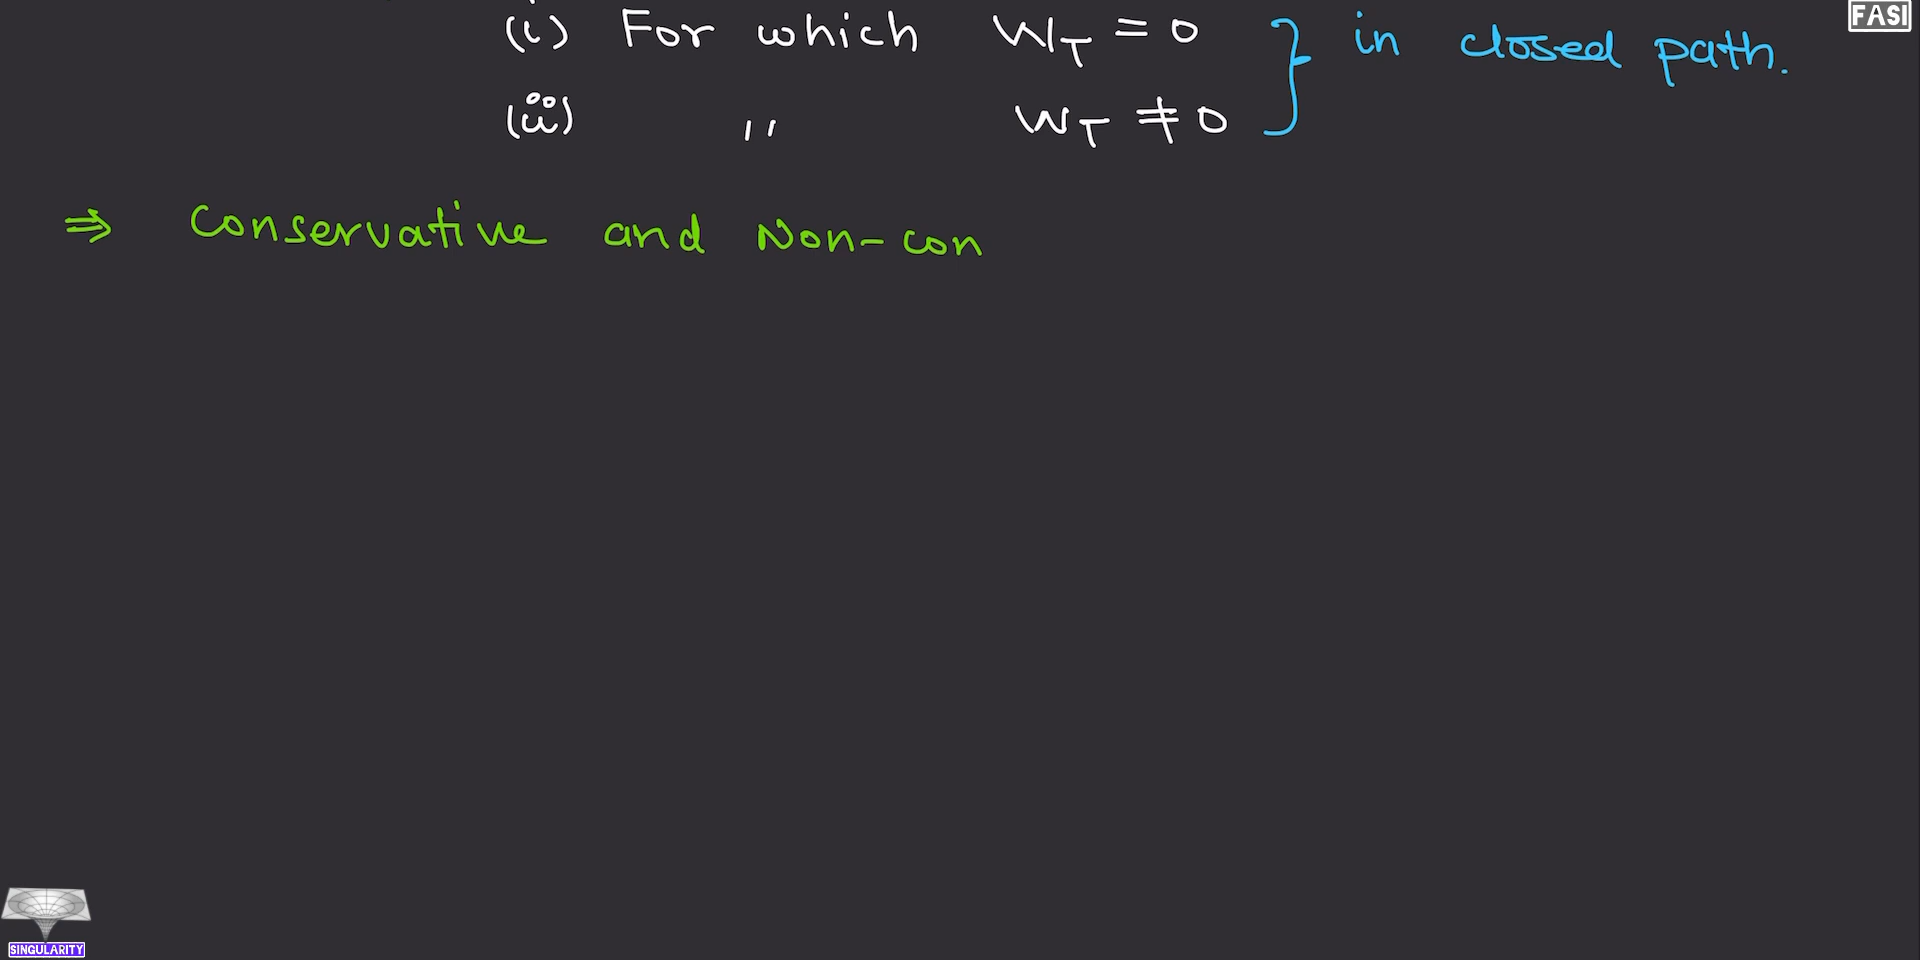 FASI
(i) For which W_T = 0 } in closed path.
(ii) " W_T ≠ 0
⇒ Conservative and Non-con
SINGULARITY